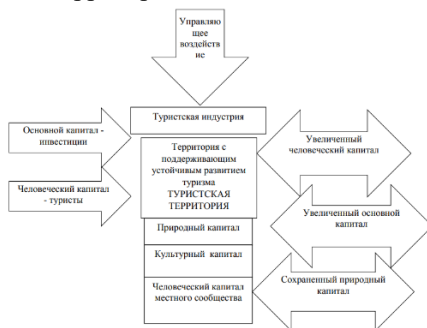 Управляю
щее
воздейств
ие
Туристская индустрия
Основной капитал -
инвестиции
Человеческий капитал
- туристы
Территория с
поддерживающим
устойчивым развитием
туризма
ТУРИСТСКАЯ
ТЕРРИТОРИЯ
Природный капитал
Культурный капитал
Человеческий капитал
местного сообщества
Увеличенный
человеческий капитал
Увеличенный основной
капитал
Сохраненный природный
капитал